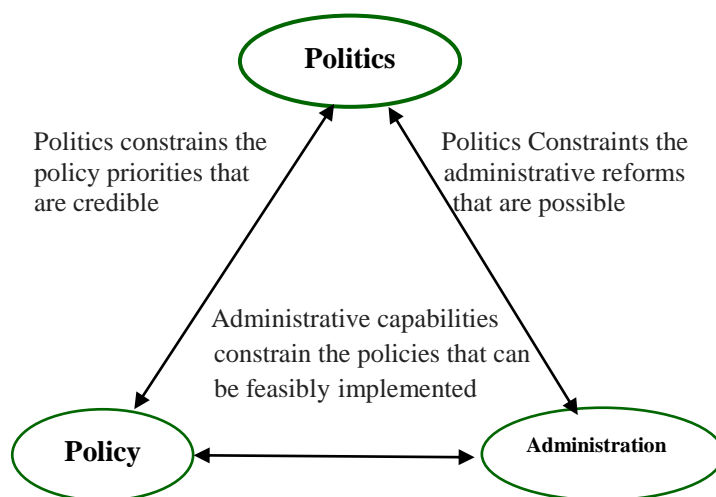 Politics
Politics constrains the
policy priorities that
are credible
Politics Constraints the
administrative reforms
that are possible
Administrative capabilities
constrain the policies that can
be feasibly implemented
Policy
Administration